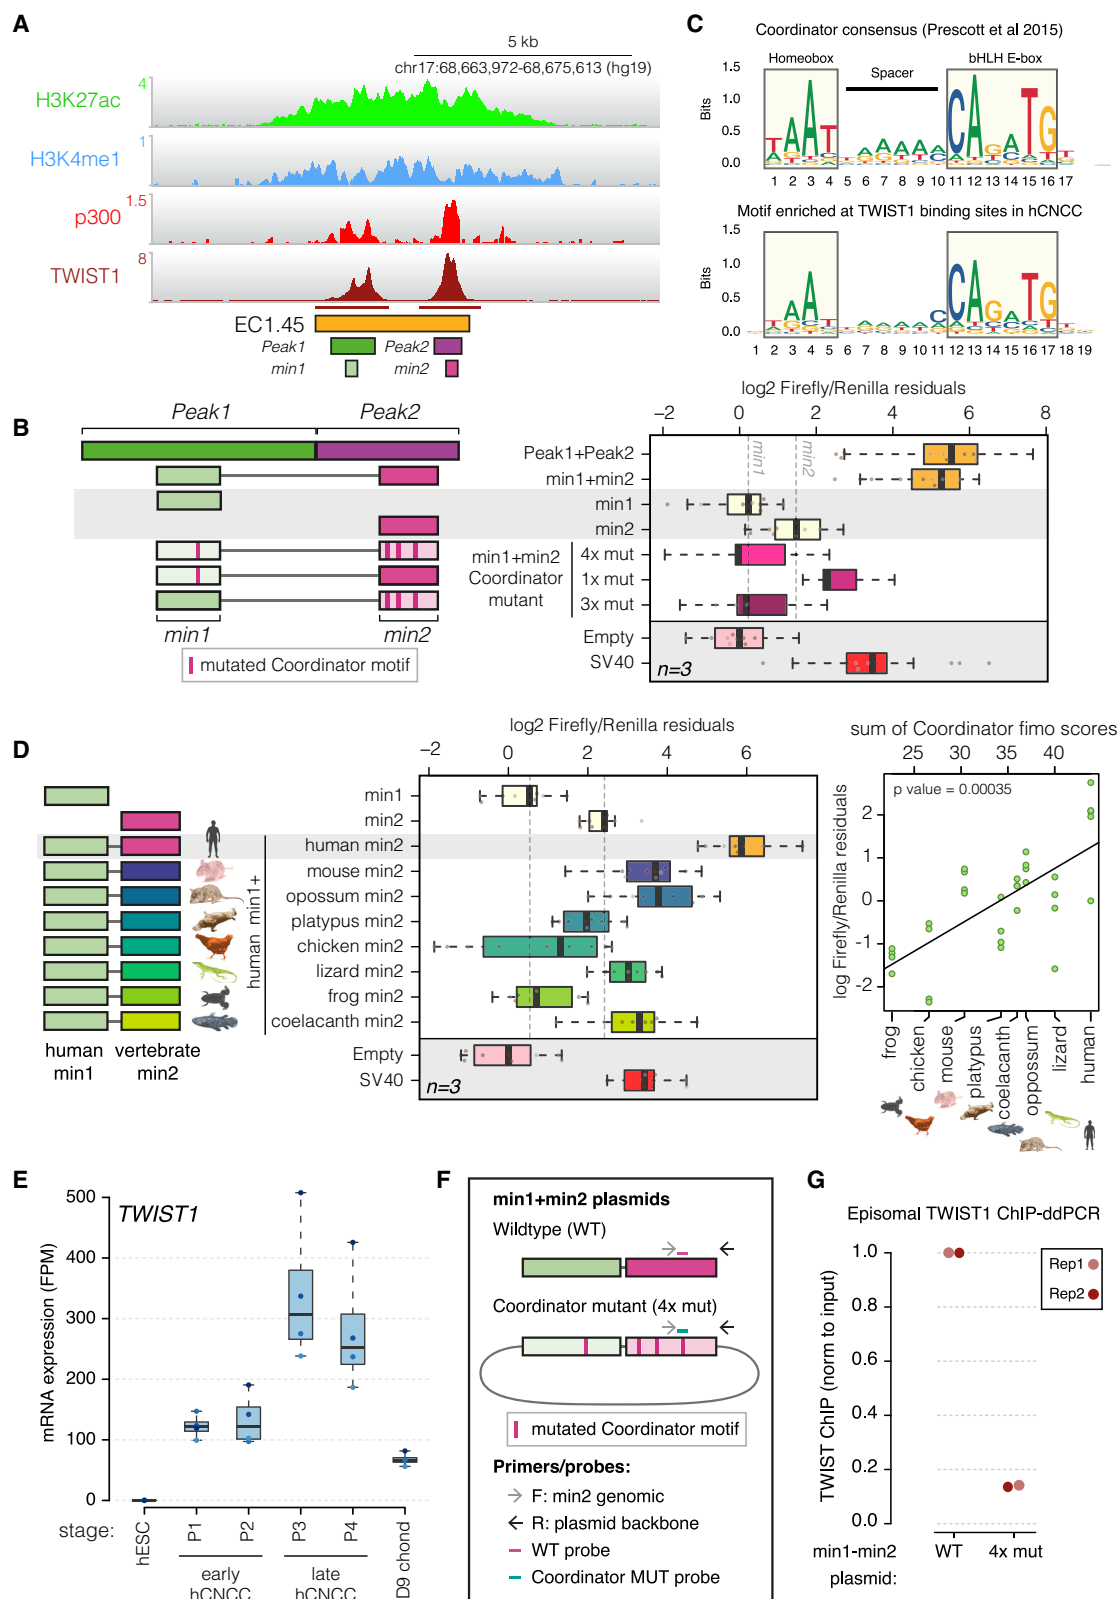 A
5 kb
chr17:68,663,972-68,675,613 (hg19)
4
H3K27ac
1
H3K4me1
1.5
p300
8
TWIST1
EC1.45
Peak1
Peak2
min1
min2
C
Coordinator consensus (Prescott et al 2015)
Homeobox
Spacer
bHLH E-box
Bits
1.5
1.0
0.5
0.0
1 2 3 4 5 6 7 8 9 10 11 12 13 14 15 16 17
Motif enriched at TWIST1 binding sites in hCNCC
Bits
1.5
1.0
0.5
0.0
1 2 3 4 5 6 7 8 9 10 11 12 13 14 15 16 17 18 19
B
Peak1
Peak2
min1
min2
mutated Coordinator motif
log2 Firefly/Renilla residuals
−2 0 2 4 6 8
min1
min2
Peak1+Peak2
min1+min2
min1
min2
min1+min2
Coordinator
mutant
4x mut
1x mut
3x mut
Empty
SV40
n=3
D
human
min1
vertebrate
min2
human min1+
log2 Firefly/Renilla residuals
−2 0 2 4 6
min1
min2
human min2
mouse min2
opossum min2
platypus min2
chicken min2
lizard min2
frog min2
coelacanth min2
Empty
SV40
n=3
sum of Coordinator fimo scores
25 30 35 40
p value = 0.00035
log Firefly/Renilla residuals
2
1
0
-1
-2
frog
chicken
mouse
platypus
coelacanth
oppossum
lizard
human
E
TWIST1
mRNA expression (FPM)
500
400
300
200
100
0
stage:
hESC
P1
P2
P3
P4
D9 chond
early
hCNCC
late
hCNCC
F
min1+min2 plasmids
Wildtype (WT)
Coordinator mutant (4x mut)
mutated Coordinator motif
Primers/probes:
F: min2 genomic
R: plasmid backbone
WT probe
Coordinator MUT probe
G
Episomal TWIST1 ChIP-ddPCR
TWIST ChIP (norm to input)
1.0
0.8
0.6
0.4
0.2
0.0
Rep1
Rep2
min1-min2
plasmid:
WT
4x mut